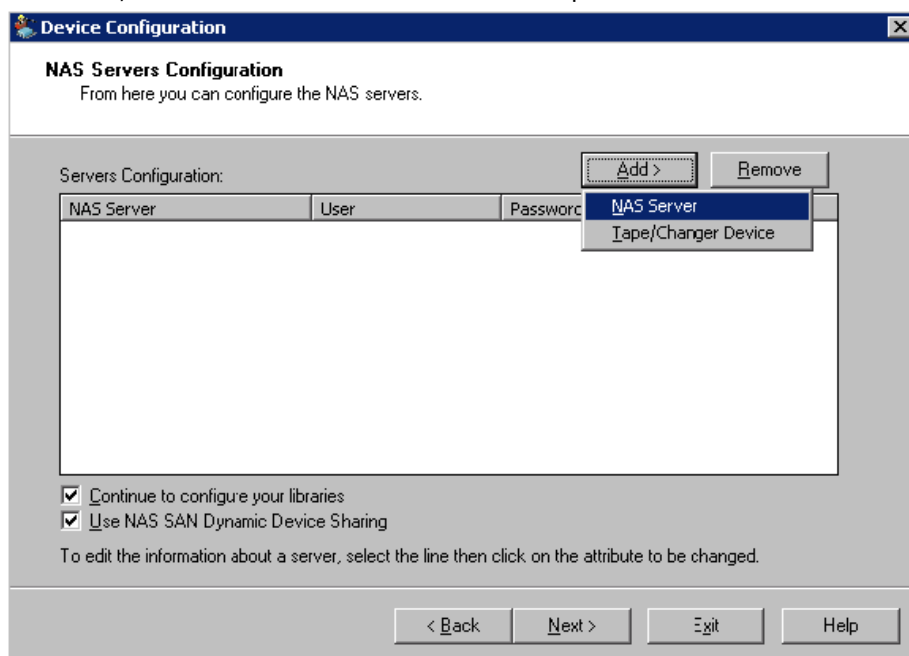 Device Configuration
NAS Servers Configuration
From here you can configure the NAS servers.
Servers Configuration:
Add >
Remove
NAS Server
User
Password
NAS Server
Tape/Changer Device
Continue to configure your libraries
Use NAS SAN Dynamic Device Sharing
To edit the information about a server, select the line then click on the attribute to be changed.
< Back
Next >
Exit
Help